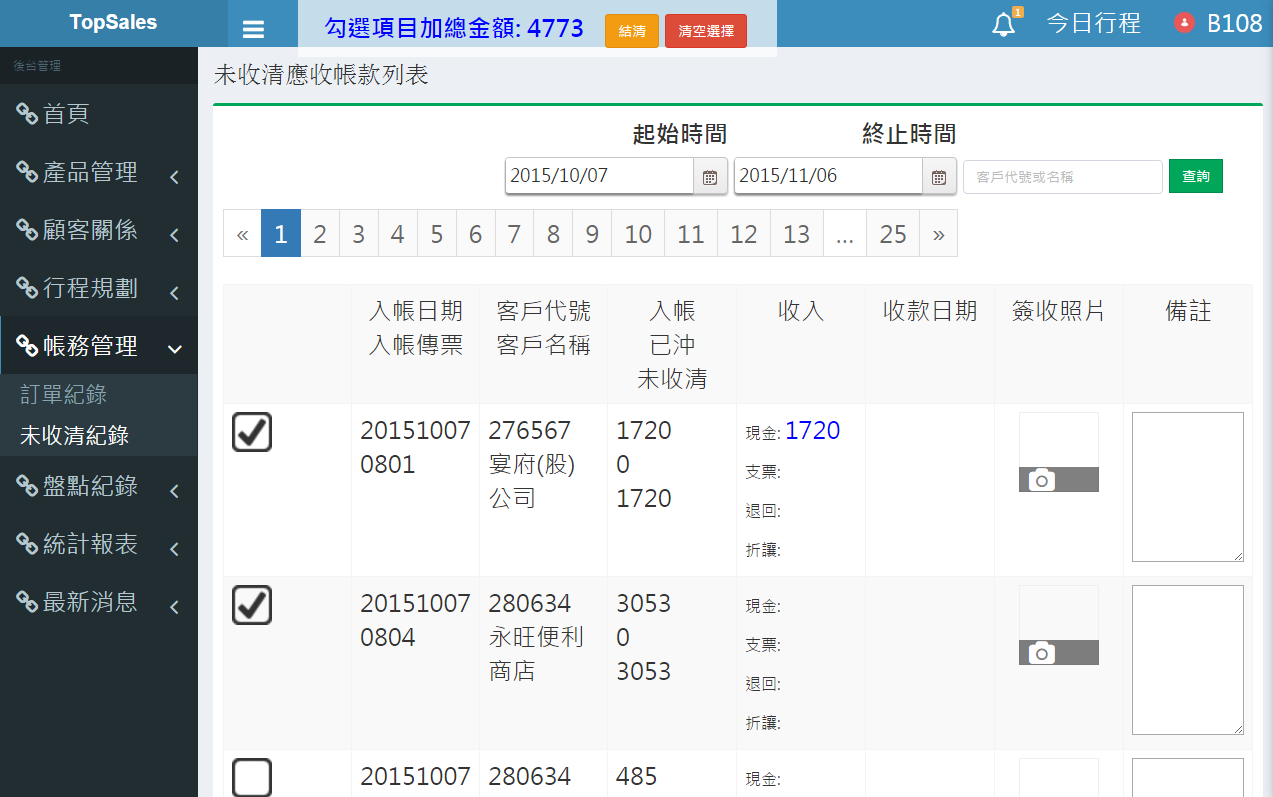 TopSales
勾選項目加總金額: 4773
結清
清空選擇
1
今日行程
B108
後台管理
首頁
產品管理
顧客關係
行程規劃
帳務管理
訂單紀錄
未收清紀錄
盤點紀錄
統計報表
最新消息
未收清應收帳款列表
起始時間
終止時間
2015/10/07
2015/11/06
客戶代號或名稱
查詢
« 1 2 3 4 5 6 7 8 9 10 11 12 13 ... 25 »
入帳日期
入帳傳票
客戶代號
客戶名稱
入帳
已沖
未收清
收入
收款日期
簽收照片
備註
20151007
0801
276567
宴府(股)
公司
1720
0
1720
現金: 1720
支票:
退回:
折讓:
20151007
0804
280634
永旺便利
商店
3053
0
3053
現金:
支票:
退回:
折讓:
20151007
280634
485
現金: